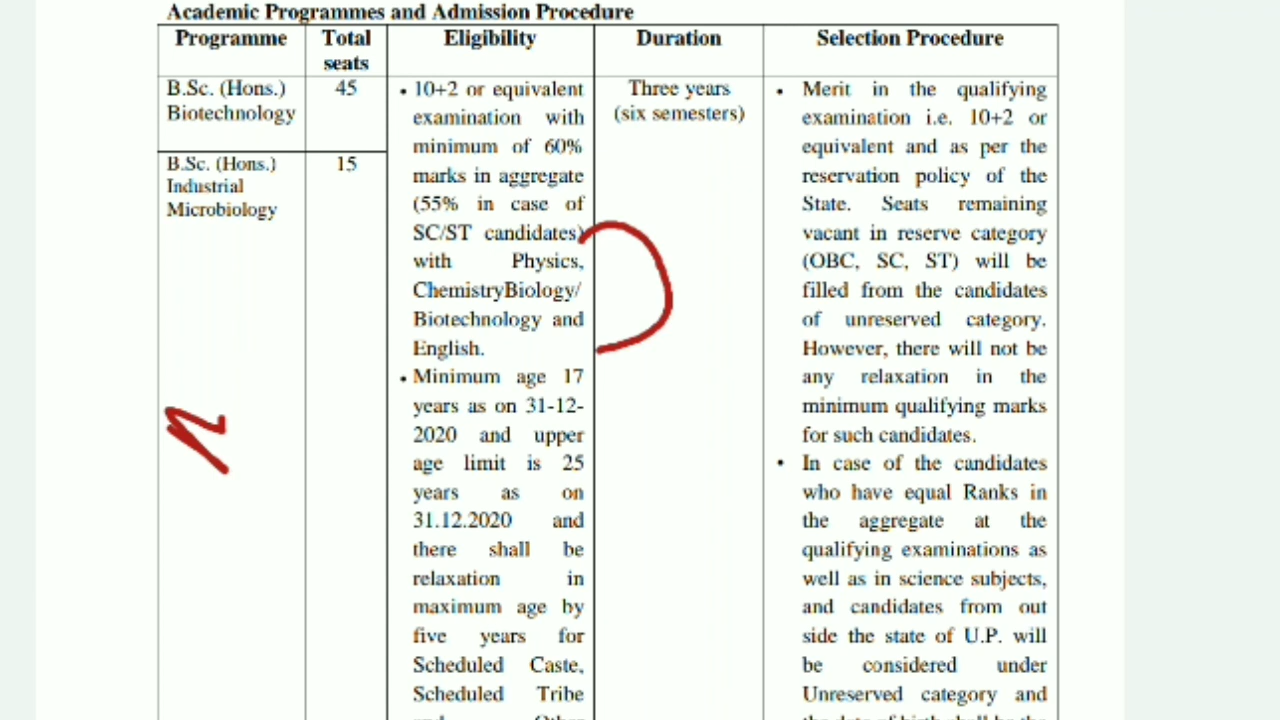 Academic Programmes and Admission Procedure
Programme
Total
seats
Eligibility
Duration
Selection Procedure
B.Sc. (Hons.)
Biotechnology
45
B.Sc. (Hons.)
Industrial
Microbiology
15
• 10+2 or equivalent
examination with
minimum of 60%
marks in aggregate
(55% in case of
SC/ST candidates)
with Physics,
ChemistryBiology/
Biotechnology and
English.
• Minimum age 17
years as on 31-12-
2020 and upper
age limit is 25
years as on
31.12.2020 and
there shall be
relaxation in
maximum age by
five years for
Scheduled Caste,
Scheduled Tribe
and Other
Three years
(six semesters)
• Merit in the qualifying
examination i.e. 10+2 or
equivalent and as per the
reservation policy of the
State. Seats remaining
vacant in reserve category
(OBC, SC, ST) will be
filled from the candidates
of unreserved category.
However, there will not be
any relaxation in the
minimum qualifying marks
for such candidates.
• In case of the candidates
who have equal Ranks in
the aggregate at the
qualifying examinations as
well as in science subjects,
and candidates from out
side the state of U.P. will
be considered under
Unreserved category and
the date of birth shall be the